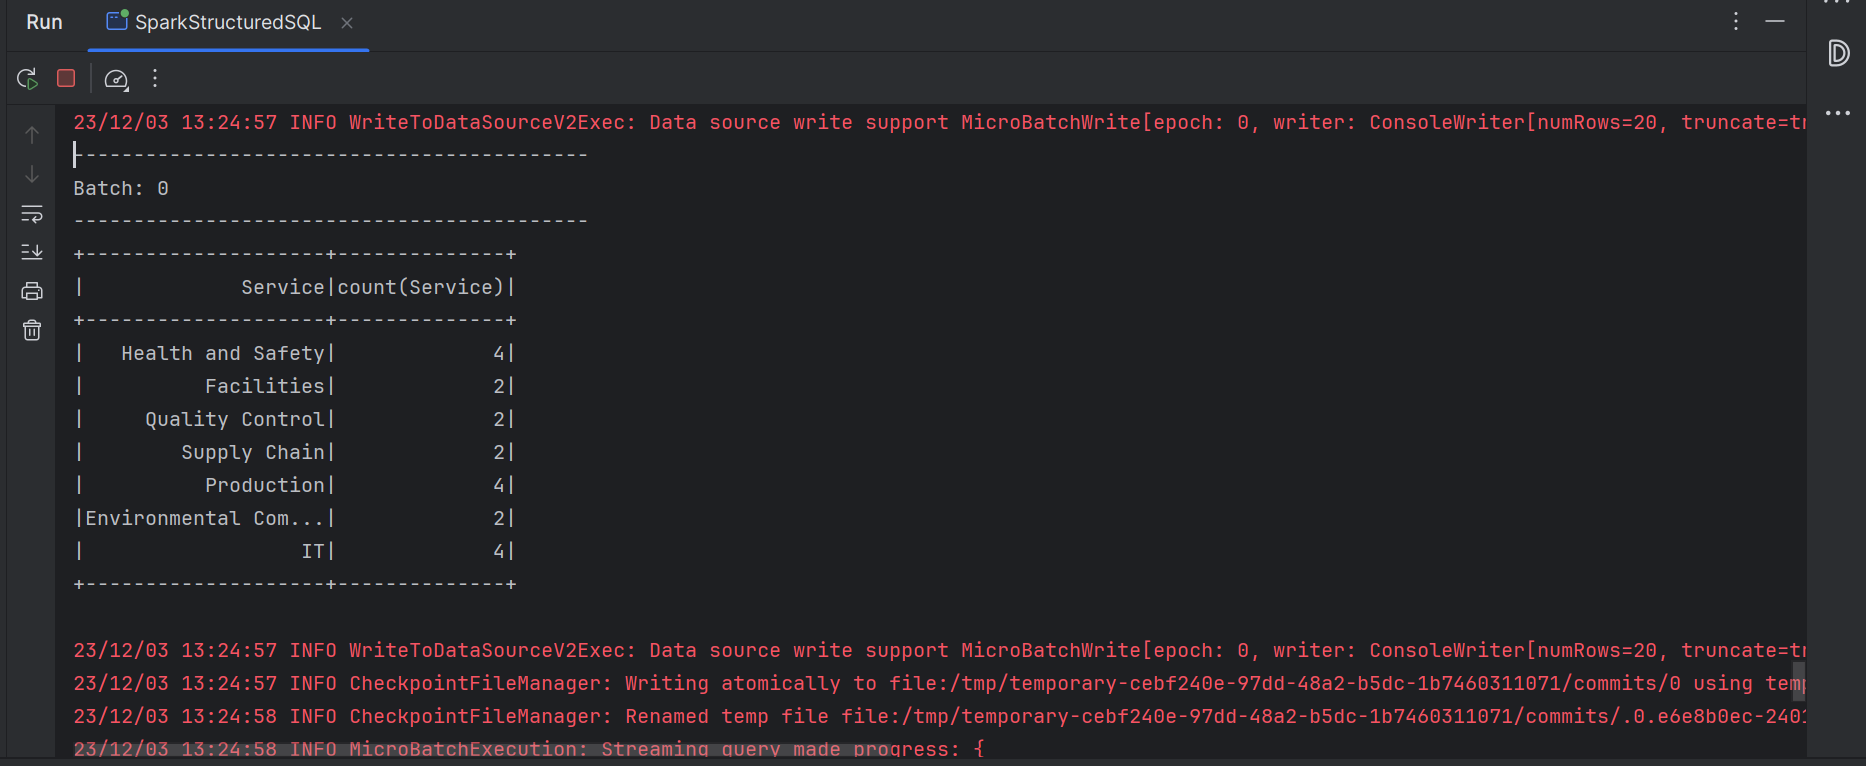 Run SparkStructuredSQL
23/12/03 13:24:57 INFO WriteToDataSourceV2Exec: Data source write support MicroBatchWrite[epoch: 0, writer: ConsoleWriter[numRows=20, truncate=tr
-------------------------------------------
Batch: 0
-------------------------------------------
+--------------------+--------------+
|             Service|count(Service)|
+--------------------+--------------+
|   Health and Safety|             4|
|          Facilities|             2|
|     Quality Control|             2|
|        Supply Chain|             2|
|          Production|             4|
|Environmental Com...|             2|
|                  IT|             4|
+--------------------+--------------+
23/12/03 13:24:57 INFO WriteToDataSourceV2Exec: Data source write support MicroBatchWrite[epoch: 0, writer: ConsoleWriter[numRows=20, truncate=tr
23/12/03 13:24:57 INFO CheckpointFileManager: Writing atomically to file:/tmp/temporary-cebf240e-97dd-48a2-b5dc-1b7460311071/commits/0 using temp
23/12/03 13:24:58 INFO CheckpointFileManager: Renamed temp file file:/tmp/temporary-cebf240e-97dd-48a2-b5dc-1b7460311071/commits/.0.e6e8b0ec-2401
23/12/03 13:24:58 INFO MicroBatchExecution: Streaming query made progress: {